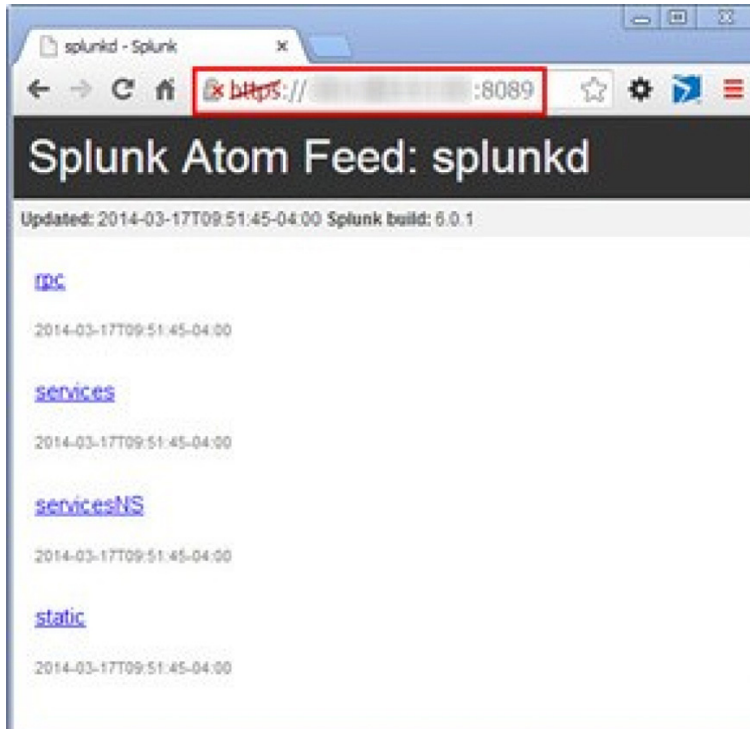 splunkd - Splunk
https:// :8089
Splunk Atom Feed: splunkd
Updated: 2014-03-17T09:51:45-04:00 Splunk build: 6.0.1
rpc
2014-03-17T09:51:45-04:00
services
2014-03-17T09:51:45-04:00
servicesNS
2014-03-17T09:51:45-04:00
static
2014-03-17T09:51:45-04:00